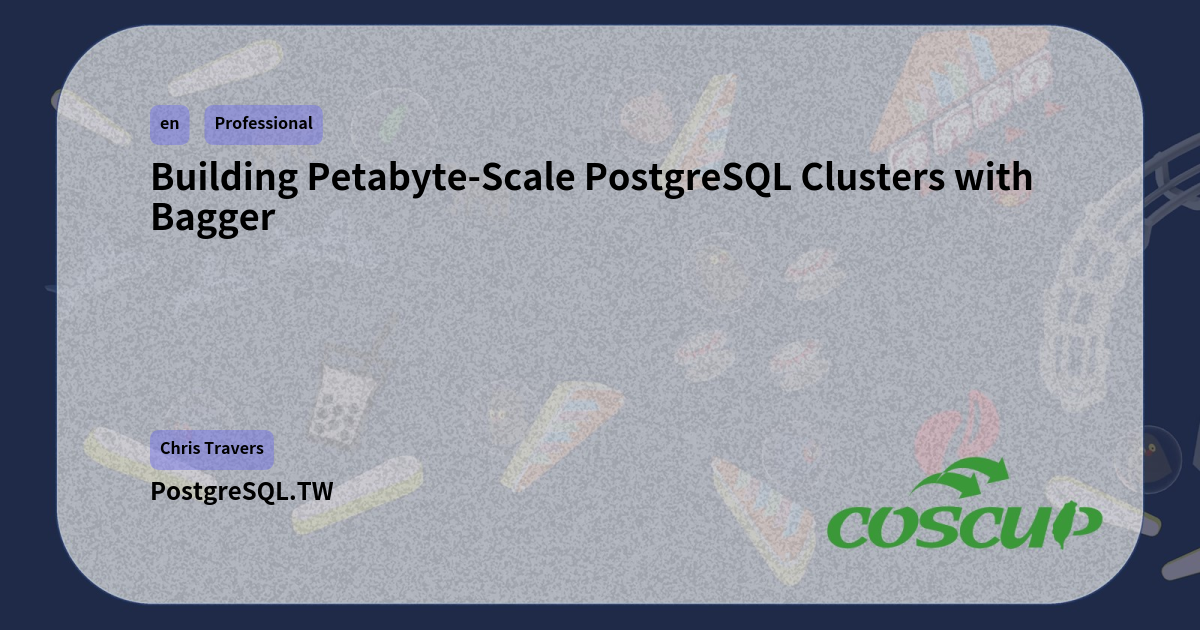 en
Professional
Building Petabyte-Scale PostgreSQL Clusters with
Bagger
Chris Travers
PostgreSQL.TW
COSCUP